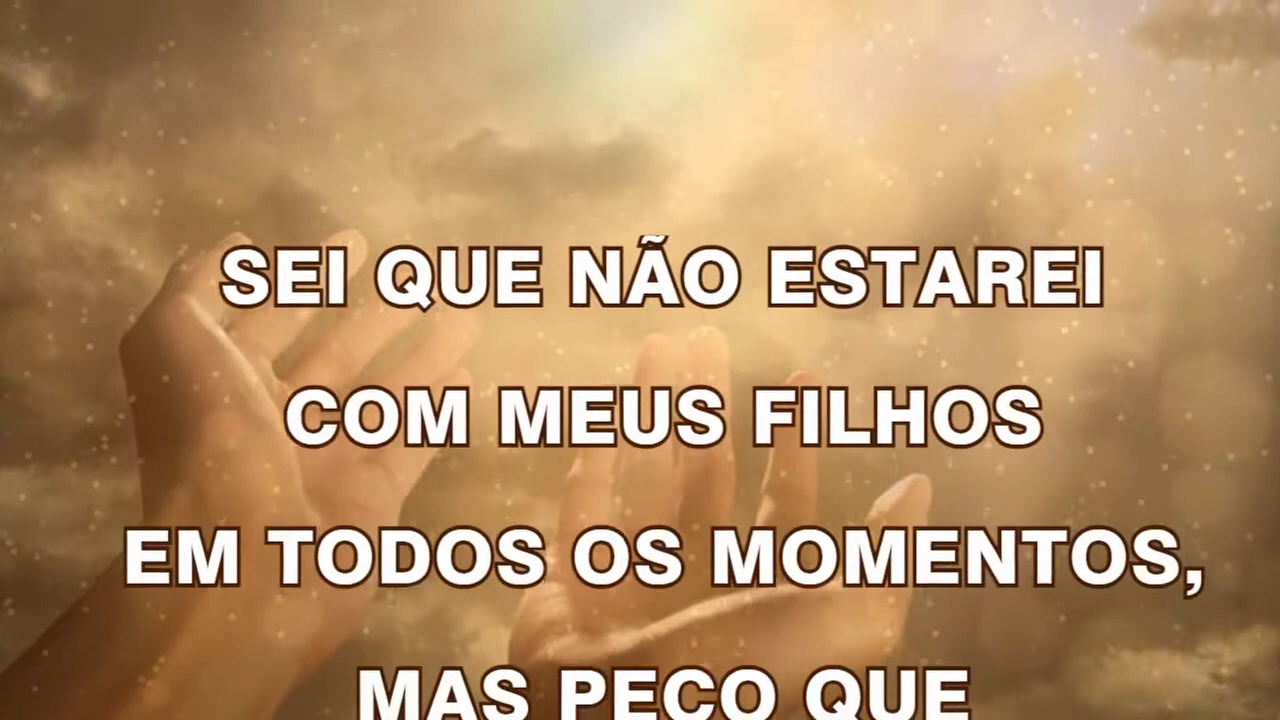 SEI QUE NÃO ESTAREI
COM MEUS FILHOS
EM TODOS OS MOMENTOS,
MAS PEÇO QUE